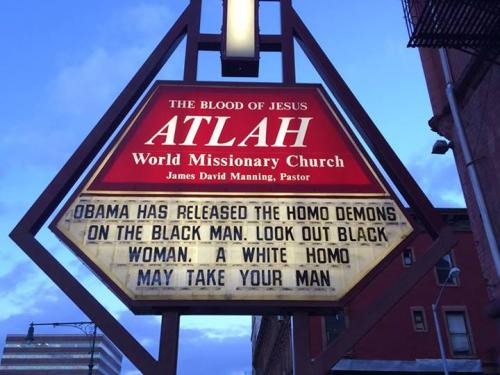 THE BLOOD OF JESUS
ATLAH
World Missionary Church
James David Manning, Pastor
OBAMA HAS RELEASED THE HOMO DEMONS
ON THE BLACK MAN. LOOK OUT BLACK
WOMAN. A WHITE HOMO
MAY TAKE YOUR MAN